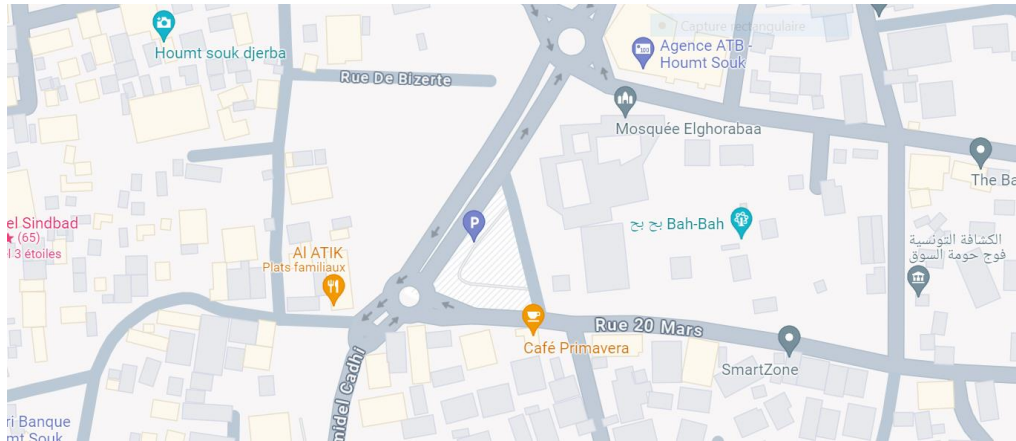 Capture rectangulaire
Houmt souk djerba
Agence ATB -
Houmt Souk
Rue De Bizerte
Mosquée Elghorabaa
The Ba
el Sindbad
(65)
l 3 étoiles
P
بح بح Bah-Bah
الكشافة التونسية
فوج حومة السوق
Al ATIK
Plats familiaux
Rue 20 Mars
Café Primavera
SmartZone
midel Cadhi
ri Banque
mt Souk